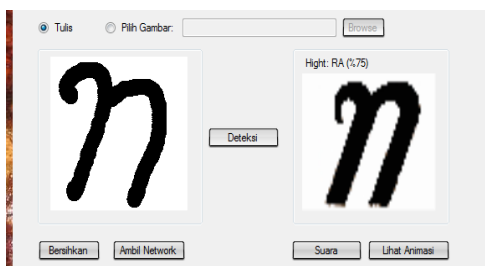 Tulis Pilih Gambar: Browse
Hight: RA (%75)
Deteksi
Bersihkan Ambil Network Suara Lihat Animasi